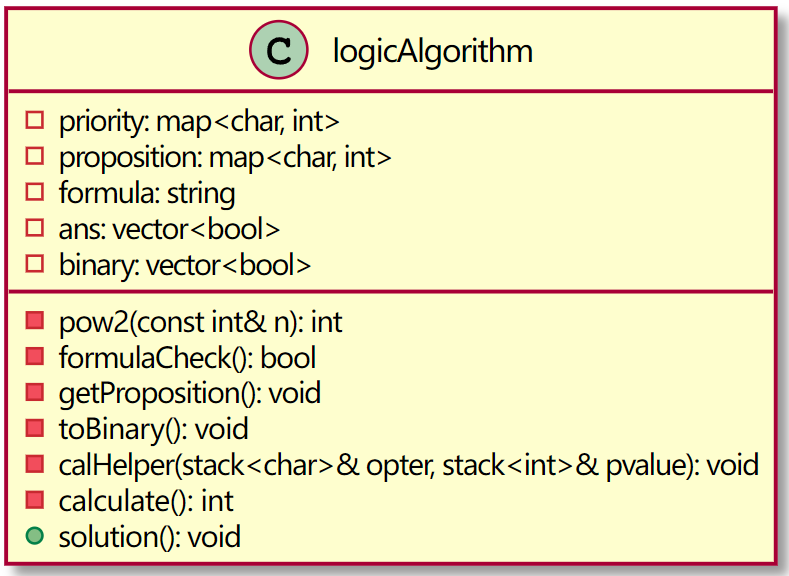 C logicAlgorithm
priority: map<char, int>
proposition: map<char, int>
formula: string
ans: vector<bool>
binary: vector<bool>
pow2(const int& n): int
formulaCheck(): bool
getProposition(): void
toBinary(): void
calHelper(stack<char>& opter, stack<int>& pvalue): void
calculate(): int
solution(): void